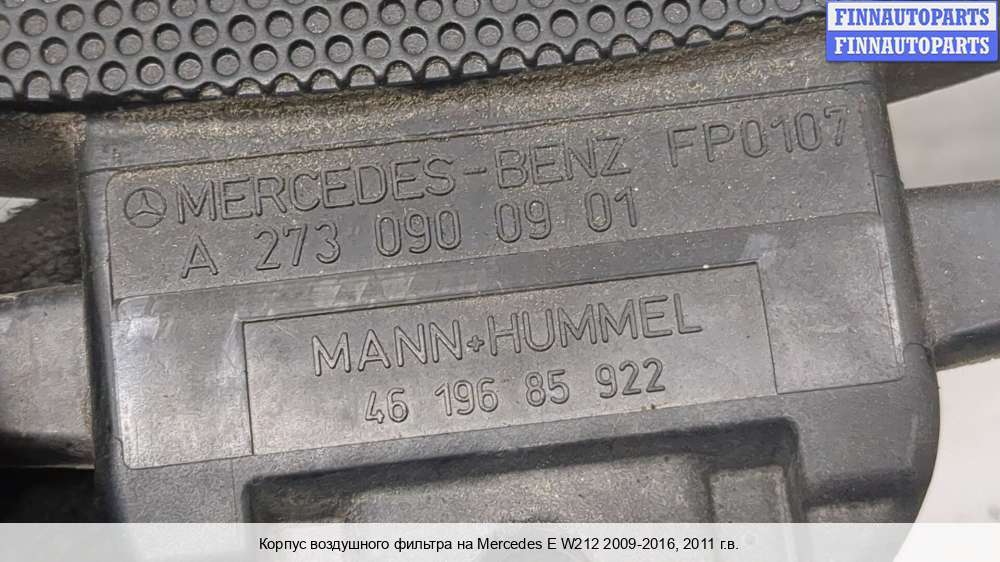 FINNAUTOPARTS
FINNAUTOPARTS
MERCEDES-BENZ FP0107
A 273 090 09 01
MANN+HUMMEL
46 196 85 922
Корпус воздушного фильтра на Mercedes E W212 2009-2016, 2011 г.в.